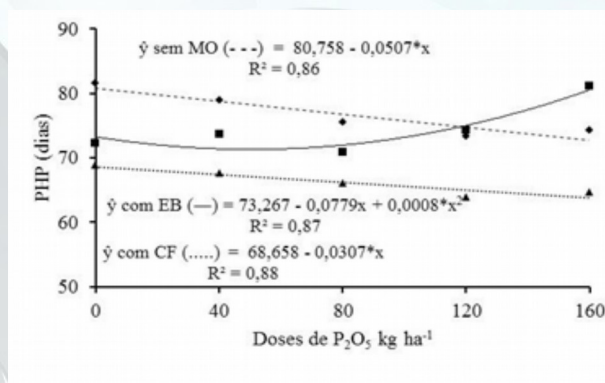 90
80
70
60
50
PHP (dias)
ŷ sem MO (- - -) = 80,758 - 0,0507*x
R² = 0,86
ŷ com EB (—) = 73,267 - 0,0779x + 0,0008*x²
R² = 0,87
ŷ com CF (.....) = 68,658 - 0,0307*x
R² = 0,88
0 40 80 120 160
Doses de P₂O₅ kg ha⁻¹